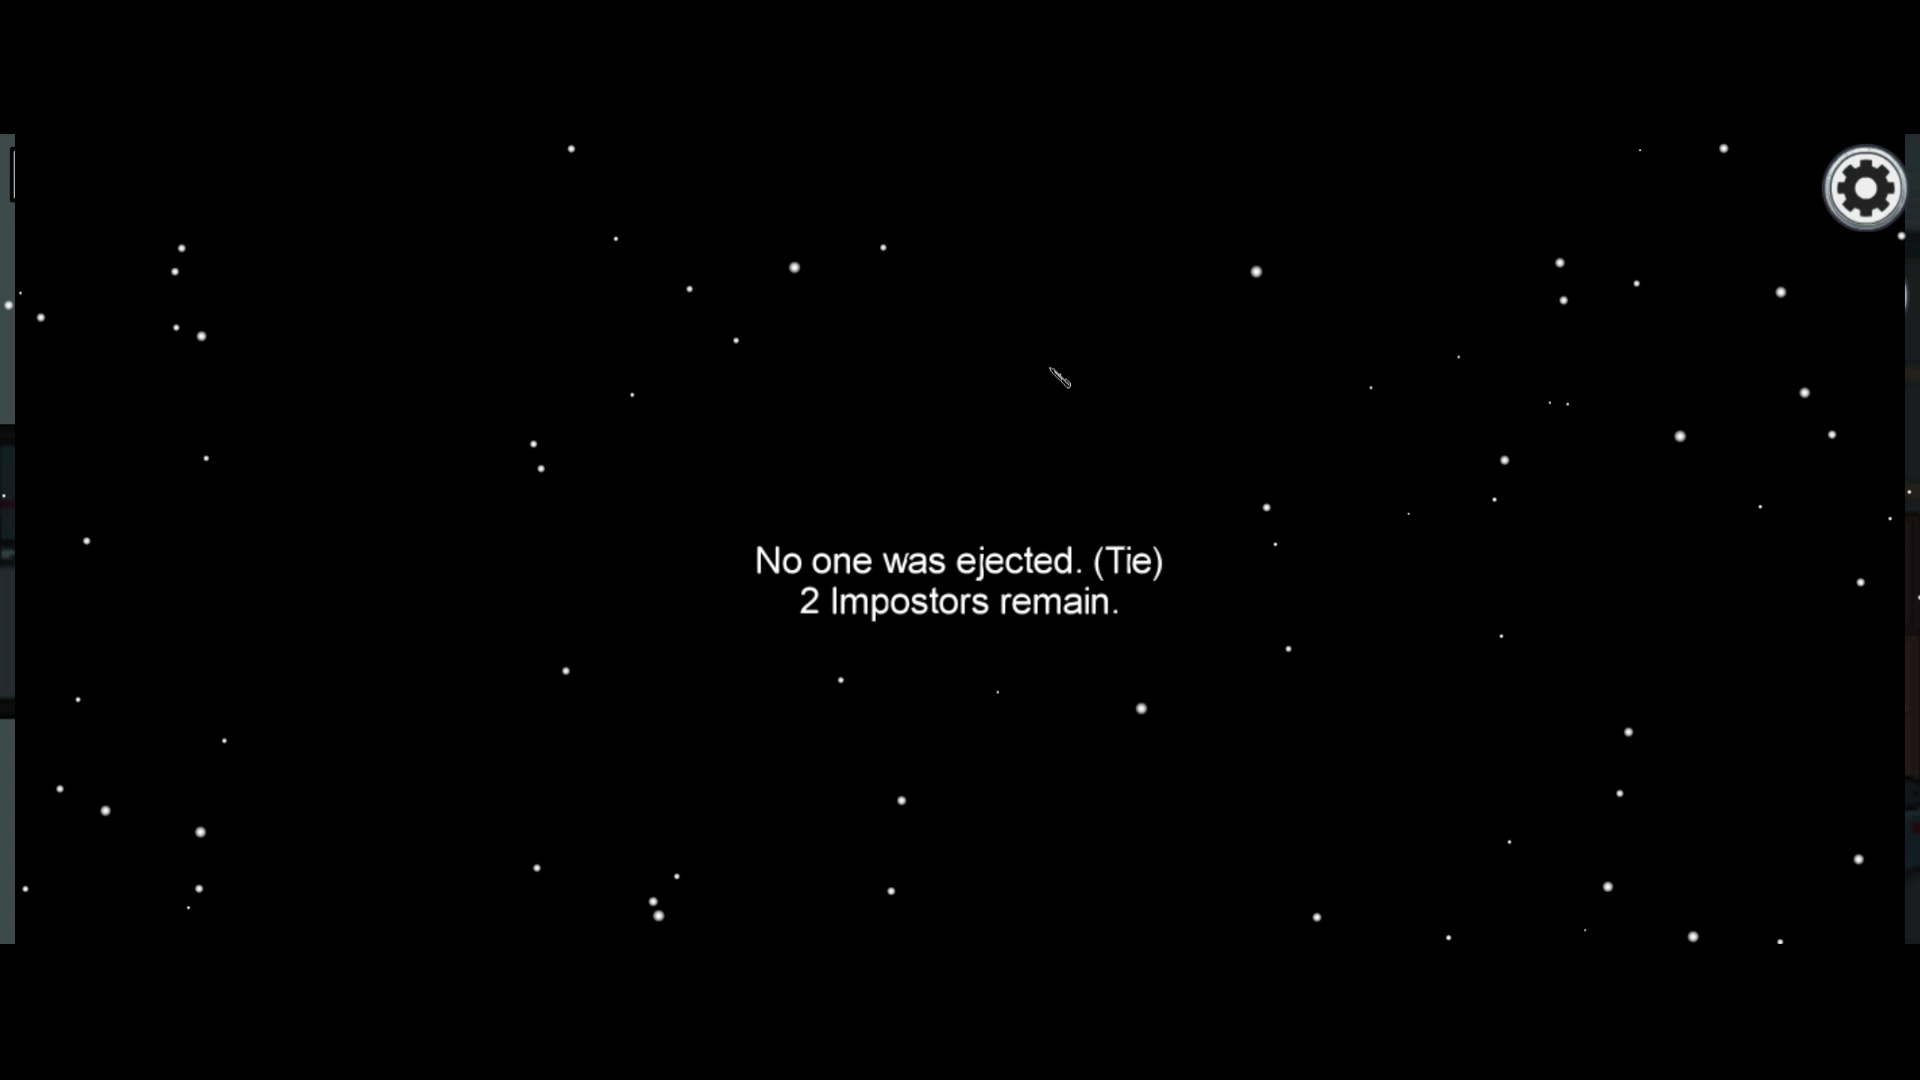 No one was ejected. (Tie)
2 Impostors remain.